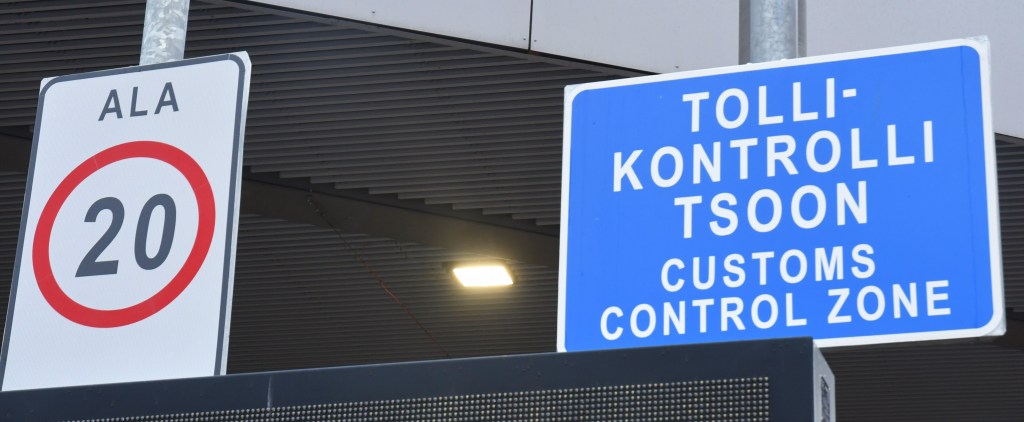 ALA
20
TOLLI-
KONTROLLI
TSOON
CUSTOMS
CONTROL ZONE